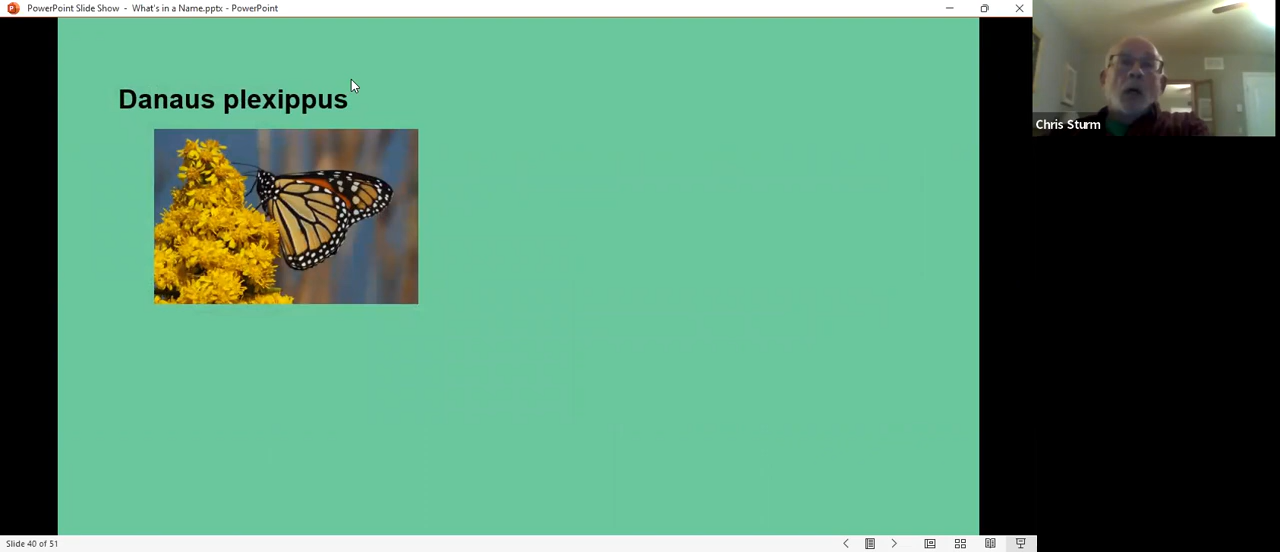 PowerPoint Slide Show - What's in a Name.pptx - PowerPoint
Danaus plexippus
Chris Sturm
Slide 40 of 51